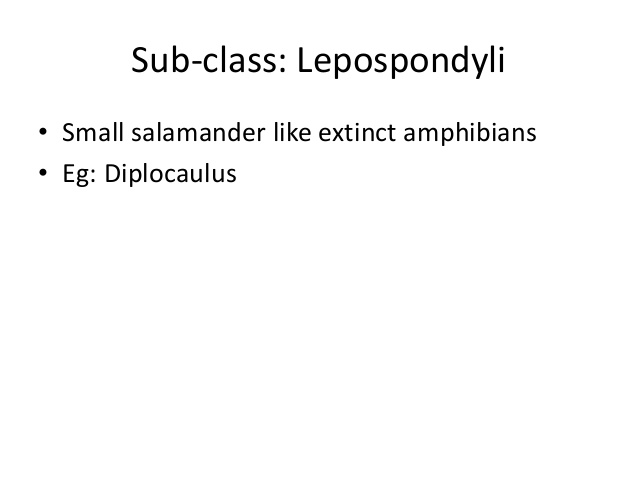 Sub-class: Lepospondyli
• Small salamander like extinct amphibians
• Eg: Diplocaulus